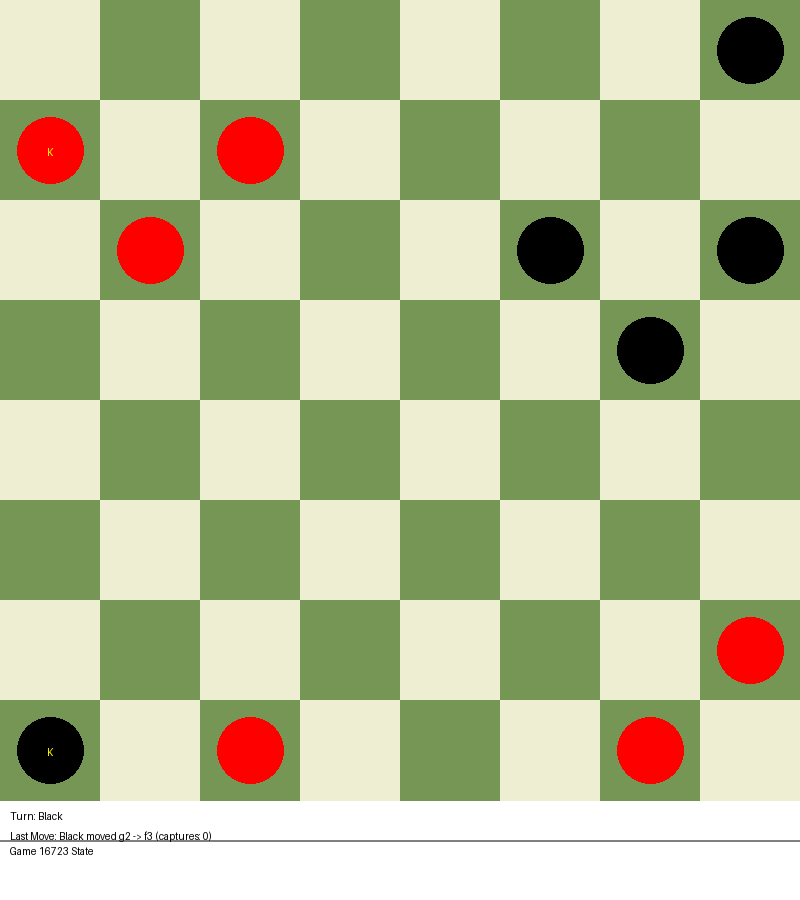 K
K
Turn: Black
Last Move: Black moved g2 -> f3 (captures: 0)
Game 16723 State